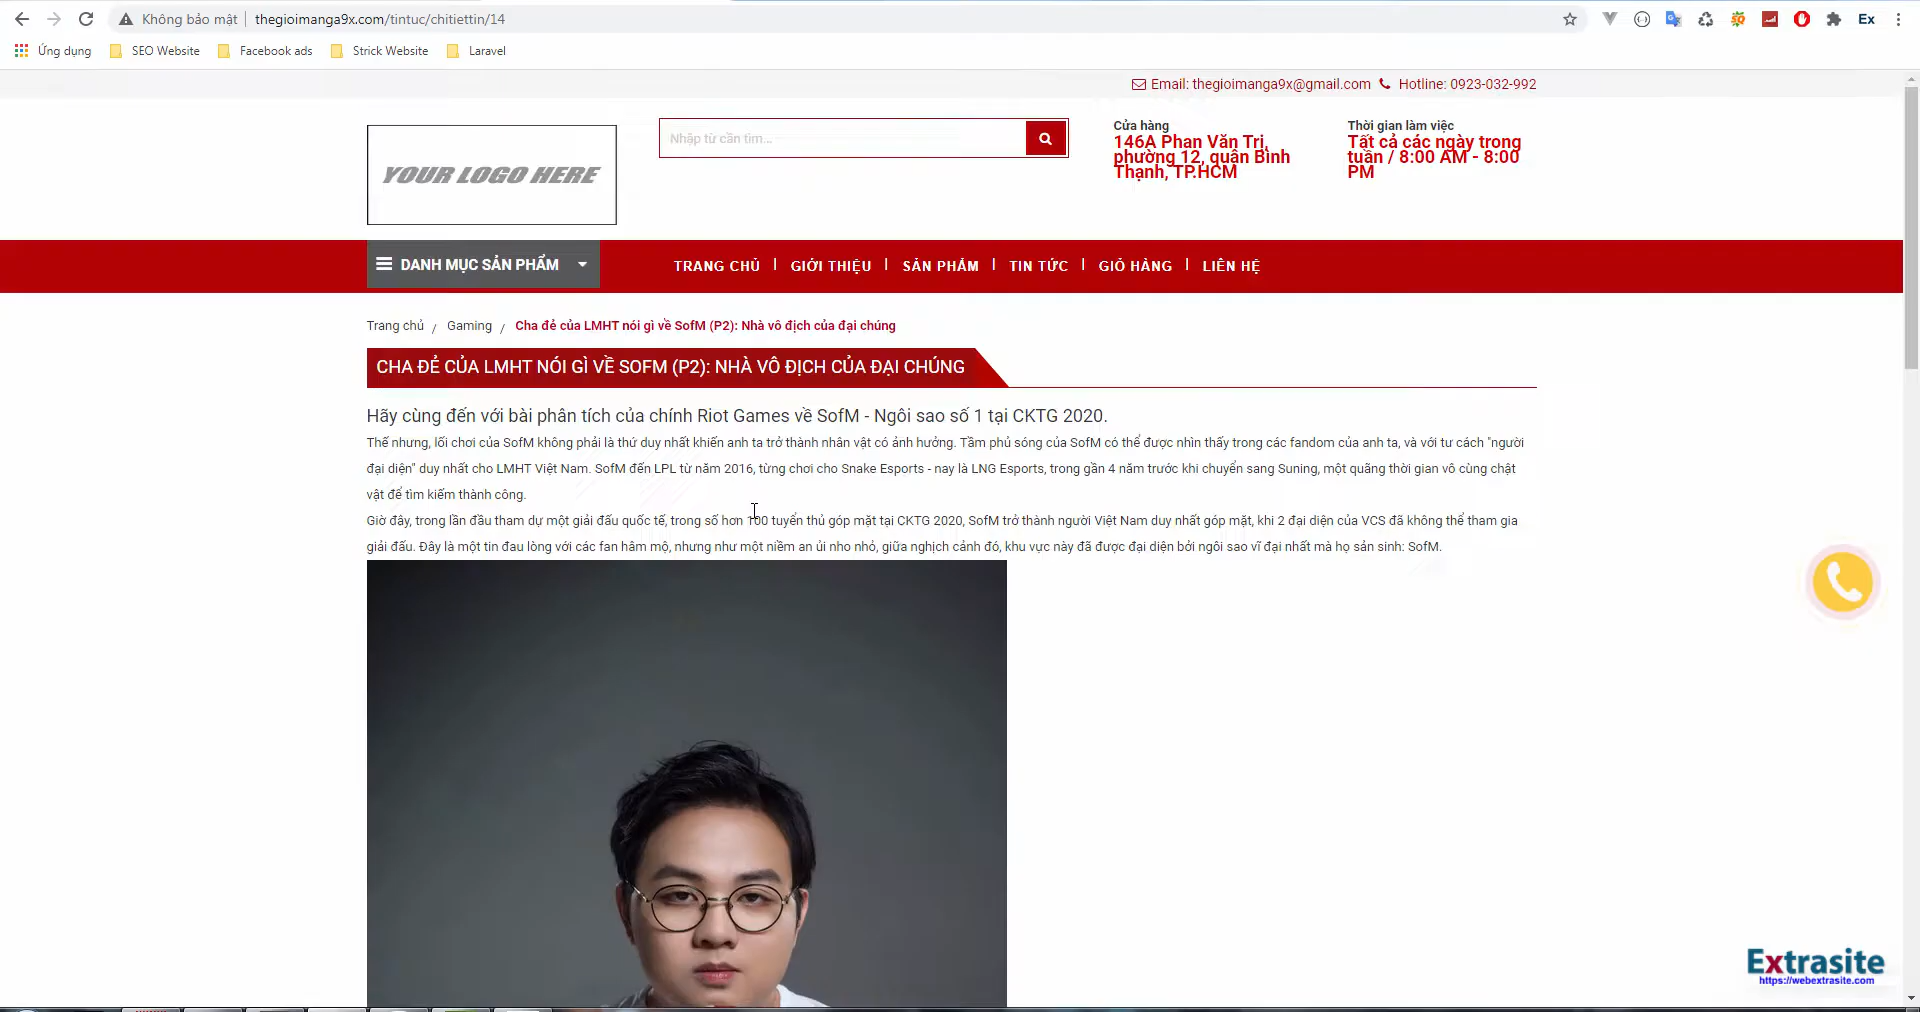 Không bảo mật
thegioimanga9x.com/tintuc/chitiettin/14
Ex
Ứng dụng
SEO Website
Facebook ads
Strick Website
Laravel
Email: thegioimanga9x@gmail.com
Hotline: 0923-032-992
YOUR LOGO HERE
Nhập từ cần tìm...
Cửa hàng
146A Phan Văn Trị,
phường 12, quận Bình
Thạnh, TP.HCM
Thời gian làm việc
Tất cả các ngày trong
tuần / 8:00 AM - 8:00
PM
DANH MỤC SẢN PHẨM
TRANG CHỦ
GIỚI THIỆU
SẢN PHẨM
TIN TỨC
GIỎ HÀNG
LIÊN HỆ
Trang chủ / Gaming / Cha đẻ của LMHT nói gì về SofM (P2): Nhà vô địch của đại chúng
CHA ĐẺ CỦA LMHT NÓI GÌ VỀ SOFM (P2): NHÀ VÔ ĐỊCH CỦA ĐẠI CHÚNG
Hãy cùng đến với bài phân tích của chính Riot Games về SofM - Ngôi sao số 1 tại CKTG 2020.
Thế nhưng, lối chơi của SofM không phải là thứ duy nhất khiến anh ta trở thành nhân vật có ảnh hưởng. Tầm phủ sóng của SofM có thể được nhìn thấy trong các fandom của anh ta, và với tư cách "người
đại diện" duy nhất cho LMHT Việt Nam. SofM đến LPL từ năm 2016, từng chơi cho Snake Esports - nay là LNG Esports, trong gần 4 năm trước khi chuyển sang Suning, một quãng thời gian vô cùng chật
vật để tìm kiếm thành công.
Giờ đây, trong lần đầu tham dự một giải đấu quốc tế, trong số hơn 100 tuyển thủ góp mặt tại CKTG 2020, SofM trở thành người Việt Nam duy nhất góp mặt, khi 2 đại diện của VCS đã không thể tham gia
giải đấu. Đây là một tin đau lòng với các fan hâm mộ, nhưng như một niềm an ủi nho nhỏ, giữa nghịch cảnh đó, khu vực này đã được đại diện bởi ngôi sao vĩ đại nhất mà họ sản sinh: SofM.
Extrasite
https://webextrasite.com